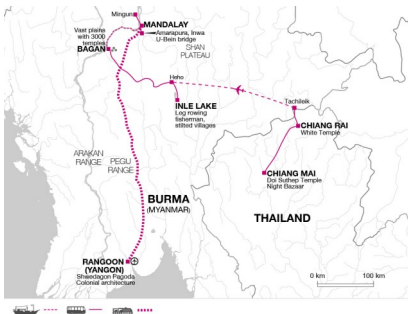 Mingun
MANDALAY
Amarapura, Inwa
U-Bein bridge
Vast plains
with 3000
temples
BAGAN
SHAN
PLATEAU
Heho
INLE LAKE
Leg rowing
fisherman,
stilted villages
Tachileik
CHIANG RAI
White Temple
CHIANG MAI
Doi Suthep Temple
Night Bazaar
ARAKAN
RANGE
PEGU
RANGE
BURMA
(MYANMAR)
THAILAND
RANGOON
(YANGON)
Shwedagon Pagoda
Colonial architecture
0 km
100 km